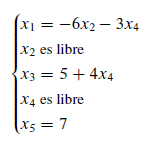 x₁ = −6x₂ − 3x₄
x₂ es libre
x₃ = 5 + 4x₄
x₄ es libre
x₅ = 7